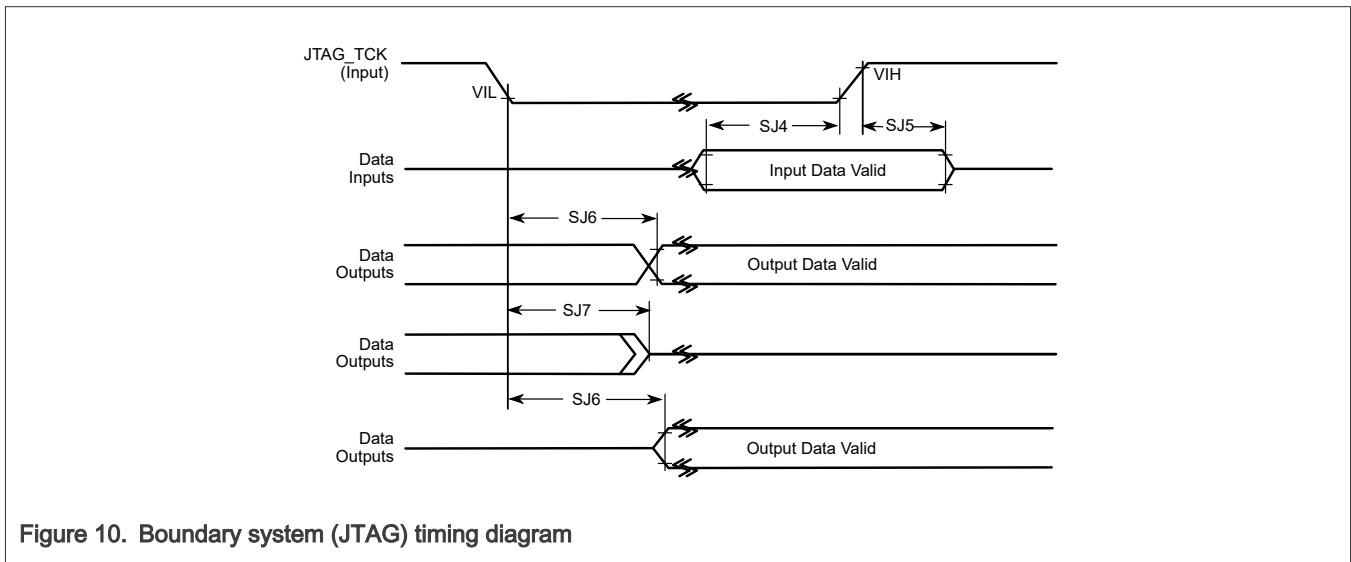 JTAG_TCK
(Input)
VIL
VIH
SJ4
SJ5
Data
Inputs
Input Data Valid
SJ6
Data
Outputs
Output Data Valid
SJ7
Data
Outputs
SJ6
Data
Outputs
Output Data Valid
Figure 10. Boundary system (JTAG) timing diagram